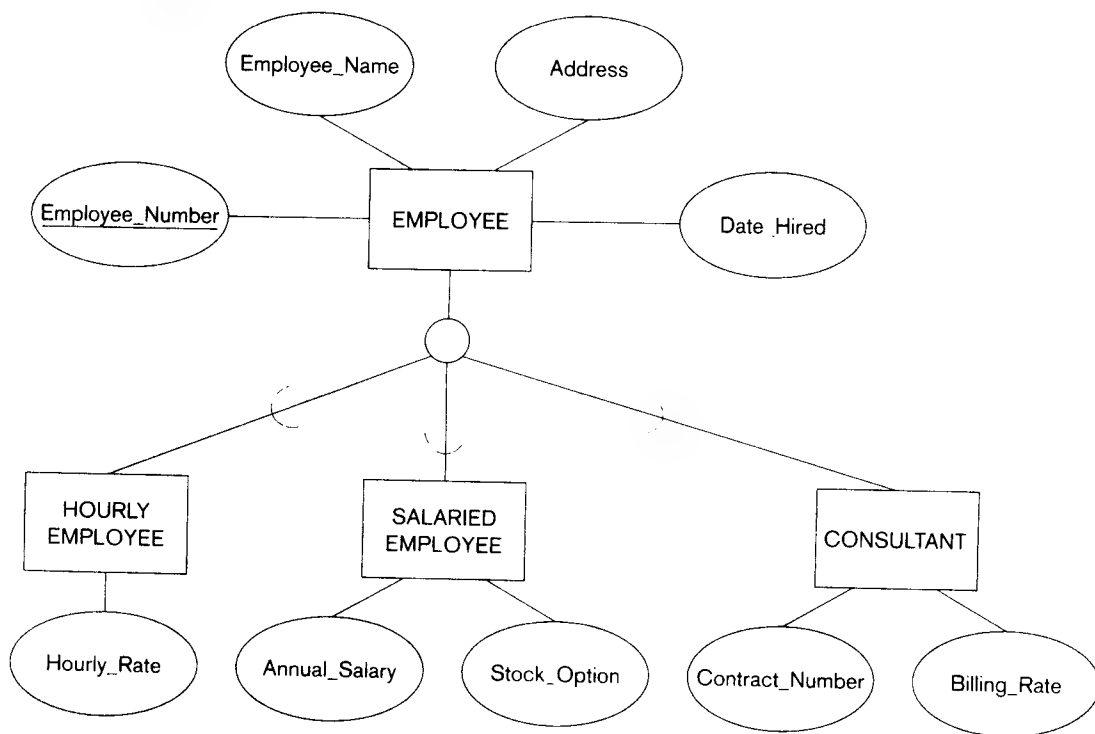 Employee_Name
Address
Employee_Number
EMPLOYEE
Date_Hired
HOURLY
EMPLOYEE
SALARIED
EMPLOYEE
CONSULTANT
Hourly_Rate
Annual_Salary
Stock_Option
Contract_Number
Billing_Rate